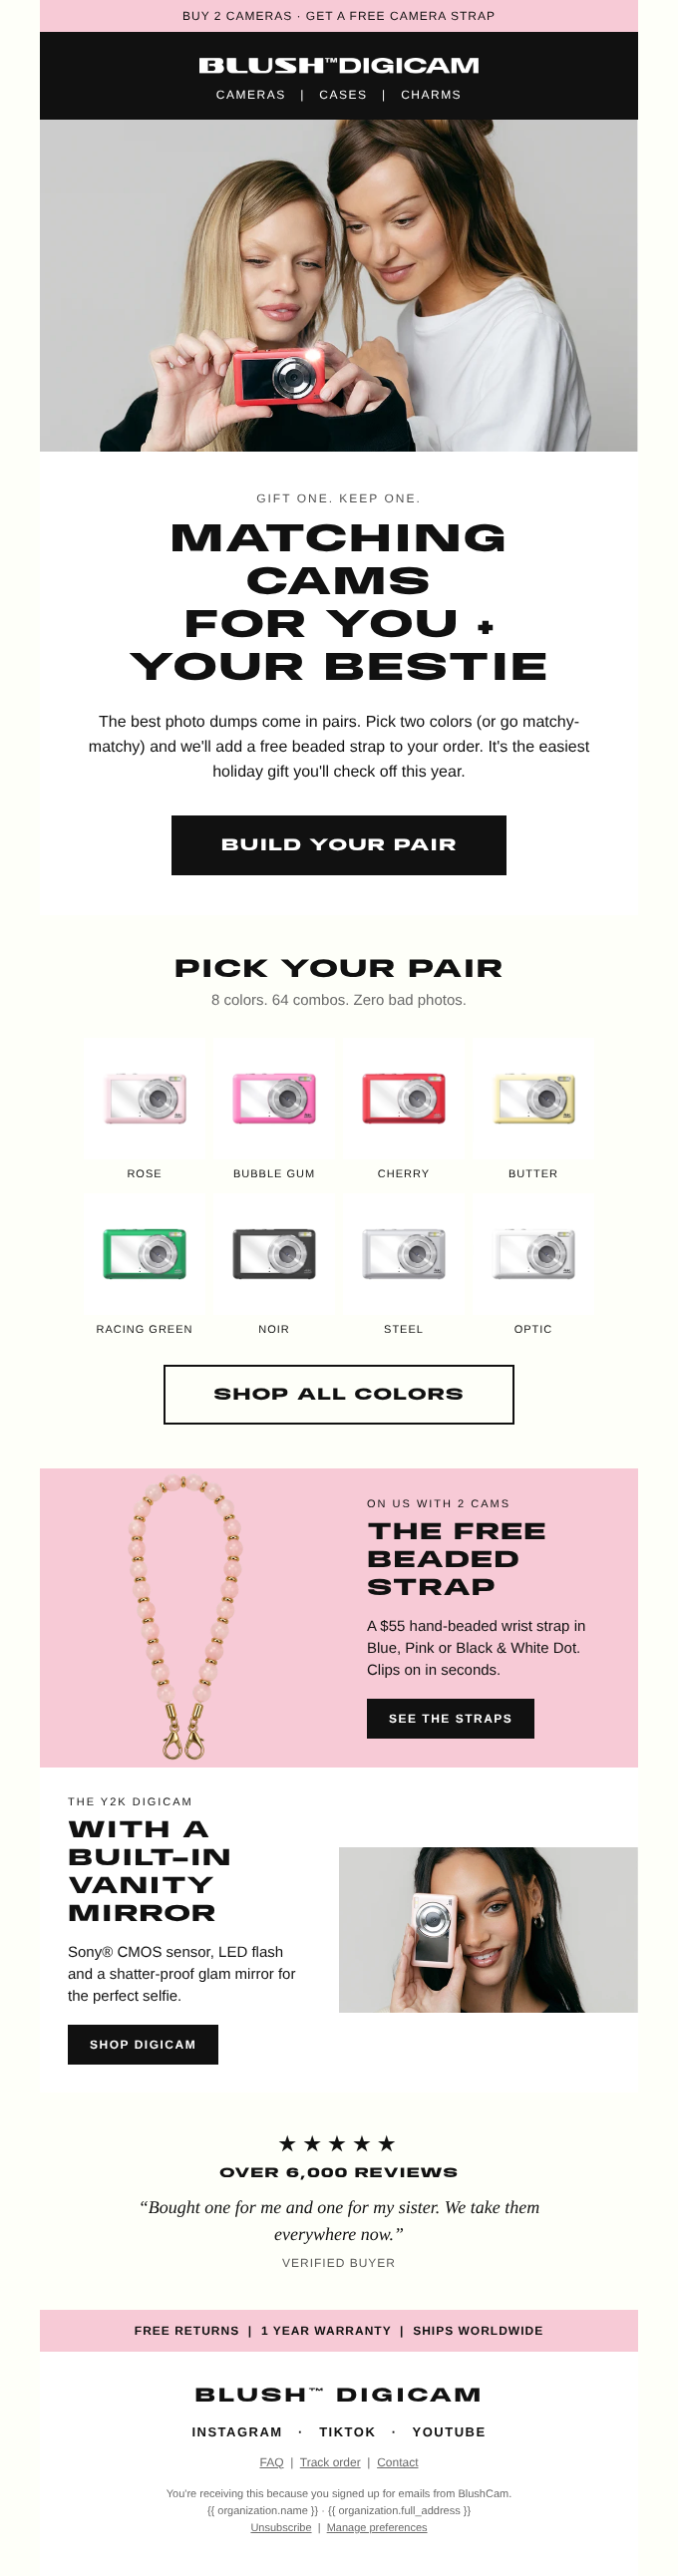 BUY 2 CAMERAS · GET A FREE CAMERA STRAP
BLUSH™DIGICAM
CAMERAS | CASES | CHARMS
GIFT ONE. KEEP ONE.
MATCHING
CAMS
FOR YOU +
YOUR BESTIE
The best photo dumps come in pairs. Pick two colors (or go matchy-
matchy) and we'll add a free beaded strap to your order. It's the easiest
holiday gift you'll check off this year.
BUILD YOUR PAIR
PICK YOUR PAIR
8 colors. 64 combos. Zero bad photos.
ROSE
BUBBLE GUM
CHERRY
BUTTER
RACING GREEN
NOIR
STEEL
OPTIC
SHOP ALL COLORS
ON US WITH 2 CAMS
THE FREE
BEADED
STRAP
A $55 hand-beaded wrist strap in
Blue, Pink or Black & White Dot.
Clips on in seconds.
SEE THE STRAPS
THE Y2K DIGICAM
WITH A
BUILT-IN
VANITY
MIRROR
Sony® CMOS sensor, LED flash
and a shatter-proof glam mirror for
the perfect selfie.
SHOP DIGICAM
★★★★★
OVER 6,000 REVIEWS
“Bought one for me and one for my sister. We take them
everywhere now.”
VERIFIED BUYER
FREE RETURNS | 1 YEAR WARRANTY | SHIPS WORLDWIDE
BLUSH™ DIGICAM
INSTAGRAM · TIKTOK · YOUTUBE
FAQ | Track order | Contact
You're receiving this because you signed up for emails from BlushCam.
{{ organization.name }} · {{ organization.full_address }}
Unsubscribe | Manage preferences